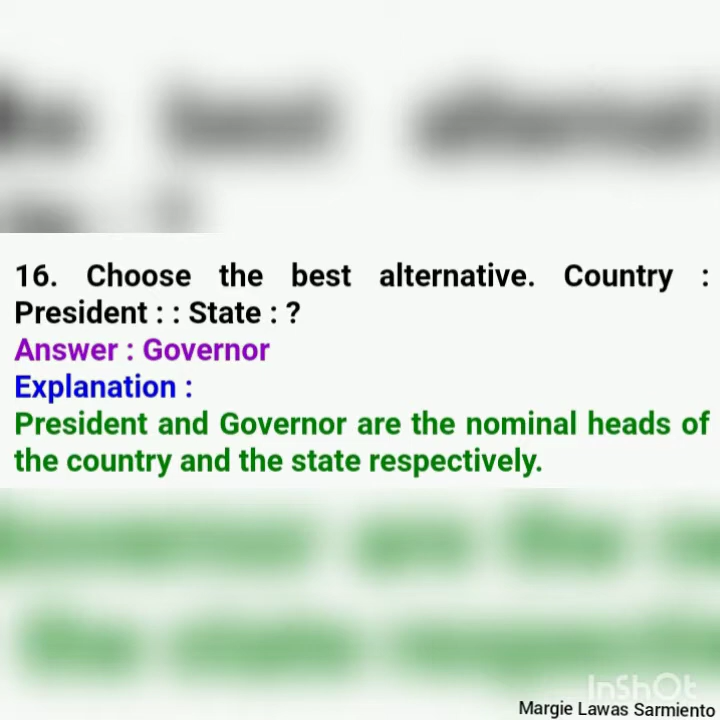 16. Choose the best alternative. Country :
President : : State : ?
Answer : Governor
Explanation :
President and Governor are the nominal heads of
the country and the state respectively.
InShOt
Margie Lawas Sarmiento